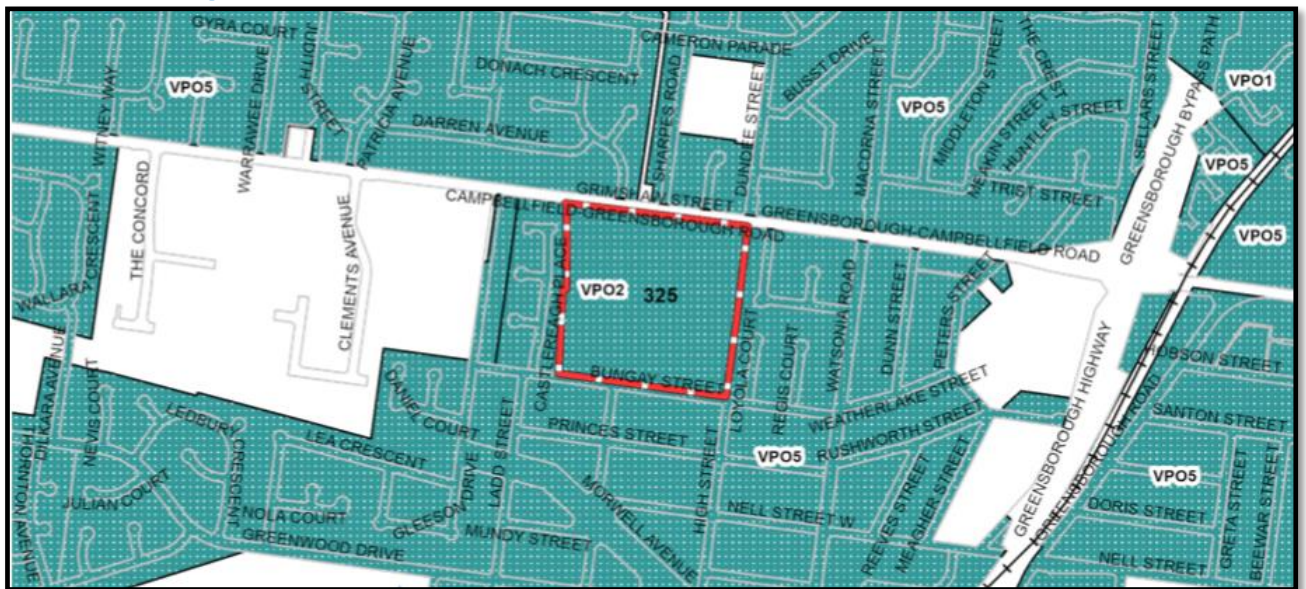 GYRA COURT
CAMERON PARADE
DONACH CRESCENT
JUDITH STREET
PATRICIA AVENUE
WARRAWEE DRIVE
WITNEY WAY
VPO5
DARREN AVENUE
SHARPES ROAD
DUNDEE STREET
BUSST DRIVE
MACORNA STREET
VPO5
MIDDLETON STREET
THE CREST
MEAKIN STREET
HUNTLEY STREET
SELLARS STREET
GREENSBOROUGH BYPASS PATH
VPO1
VPO5
VPO5
TRIST STREET
GRIMSHAW STREET
CAMPBELLFIELD-GREENSBOROUGH ROAD
GREENSBOROUGH-CAMPBELLFIELD ROAD
THE CONCORD
CLEMENTS AVENUE
WALLARA CRESCENT
CASTLEREAGH PLACE
VPO2
325
LOYOLA COURT
REGIS COURT
WATSONIA ROAD
DUNN STREET
PETERS STREET
BUNGAY STREET
HOBSON STREET
DILKARA AVENUE
NEVIS COURT
DANIEL COURT
LADD STREET
PRINCES STREET
WEATHERLAKE STREET
RUSHWORTH STREET
GREENSBOROUGH HIGHWAY
SANTON STREET
LEDBURY CRESCENT
LEA CRESCENT
VPO5
VPO5
THORNTON AVENUE
JULIAN COURT
NOLA COURT
GLEESON DRIVE
MUNDY STREET
MORWELL AVENUE
HIGH STREET
NELL STREET W
REEVES STREET
MEAGHER STREET
DORIS STREET
GRETA STREET
BEEWAR STREET
GREENWOOD DRIVE
NELL STREET